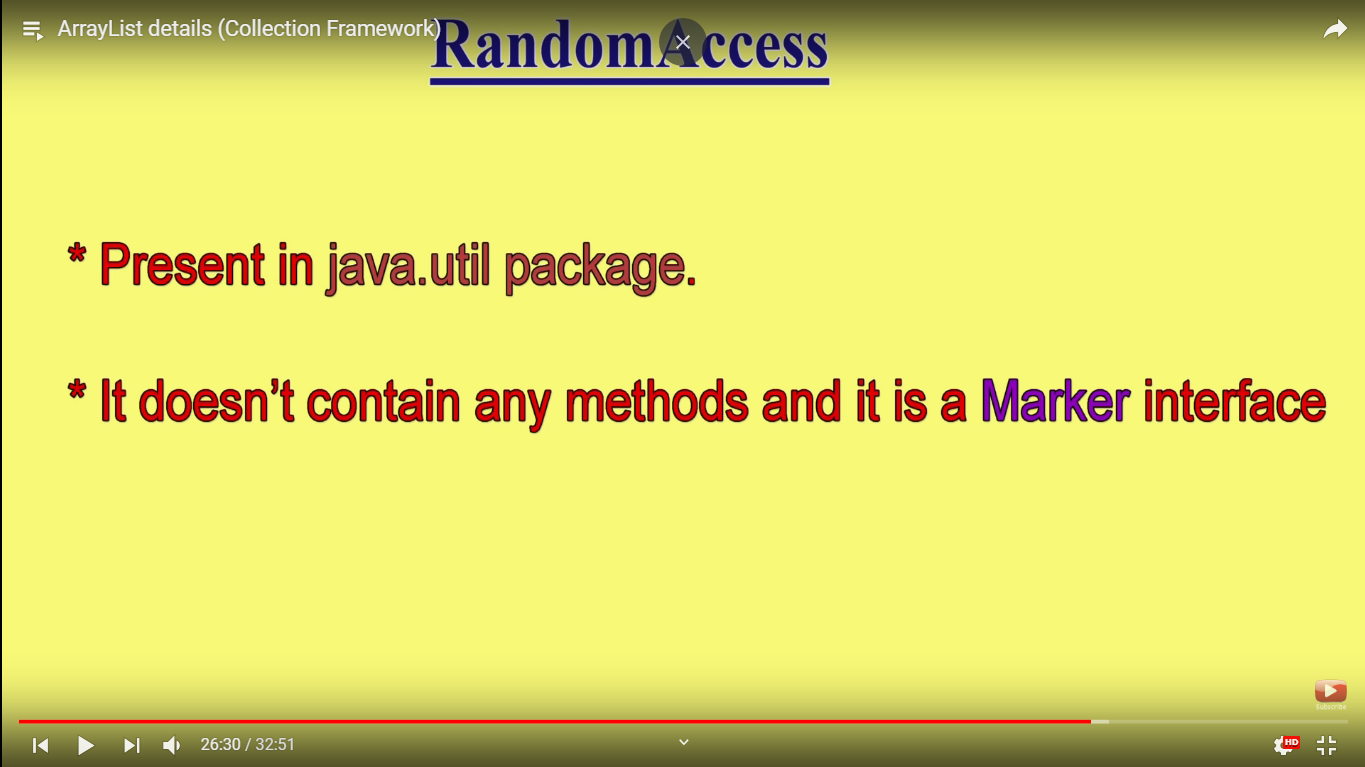 ArrayList details (Collection Framework)
RandomAccess
* Present in java.util package.
* It doesn’t contain any methods and it is a Marker interface
Subscribe
26:30 / 32:51
HD